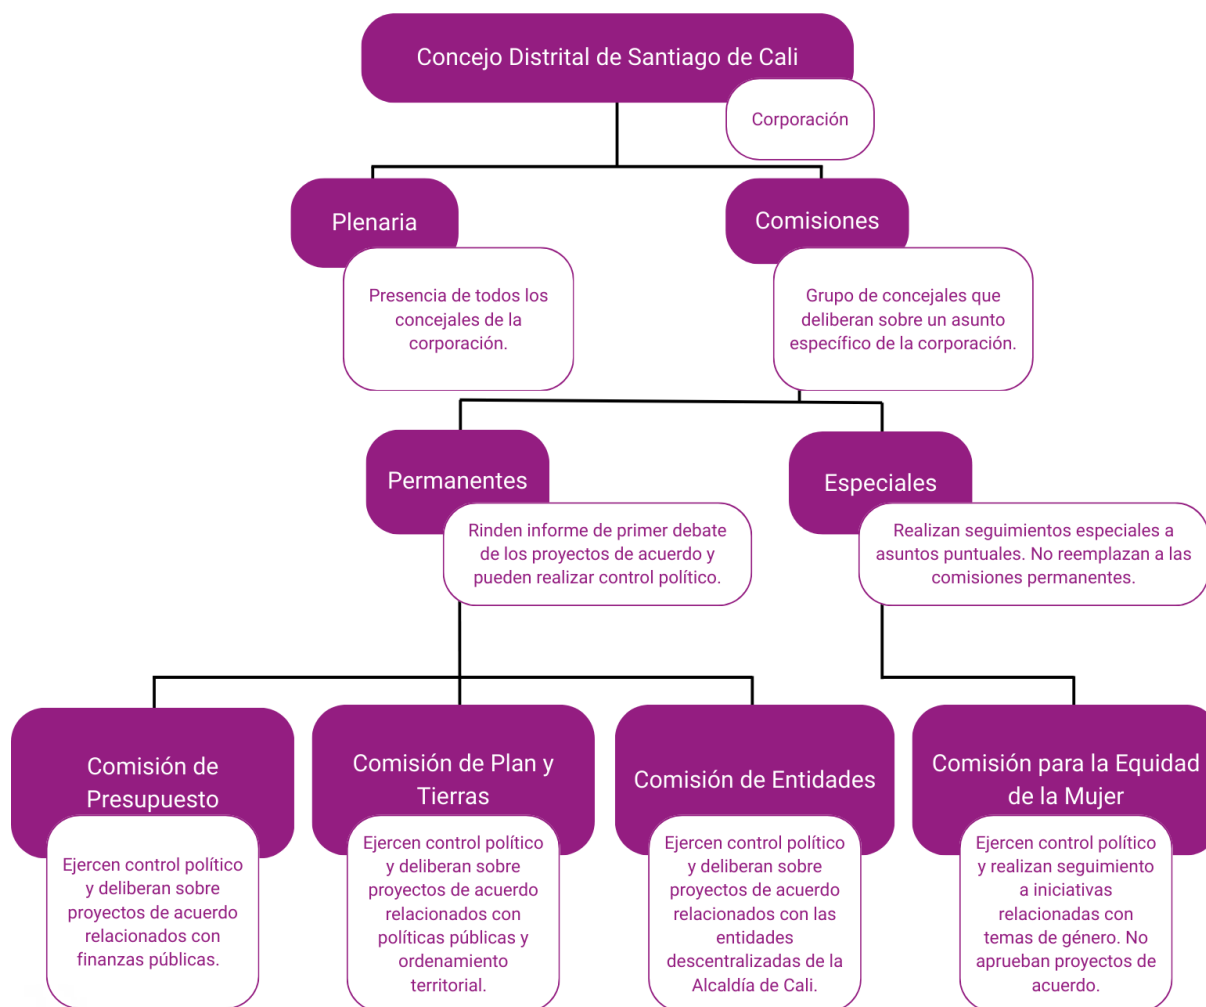 Concejo Distrital de Santiago de Cali
Corporación
Plenaria
Presencia de todos los
concejales de la
corporación.
Comisiones
Grupo de concejales que
deliberan sobre un asunto
específico de la corporación.
Permanentes
Rinden informe de primer debate
de los proyectos de acuerdo y
pueden realizar control político.
Especiales
Realizan seguimientos especiales a
asuntos puntuales. No reemplazan a las
comisiones permanentes.
Comisión de
Presupuesto
Ejercen control político
y deliberan sobre
proyectos de acuerdo
relacionados con
finanzas públicas.
Comisión de Plan y
Tierras
Ejercen control político
y deliberan sobre
proyectos de acuerdo
relacionados con
políticas públicas y
ordenamiento
territorial.
Comisión de Entidades
Ejercen control político
y deliberan sobre
proyectos de acuerdo
relacionados con las
entidades
descentralizadas de la
Alcaldía de Cali.
Comisión para la Equidad
de la Mujer
Ejercen control político
y realizan seguimiento
a iniciativas
relacionadas con
temas de género. No
aprueban proyectos de
acuerdo.